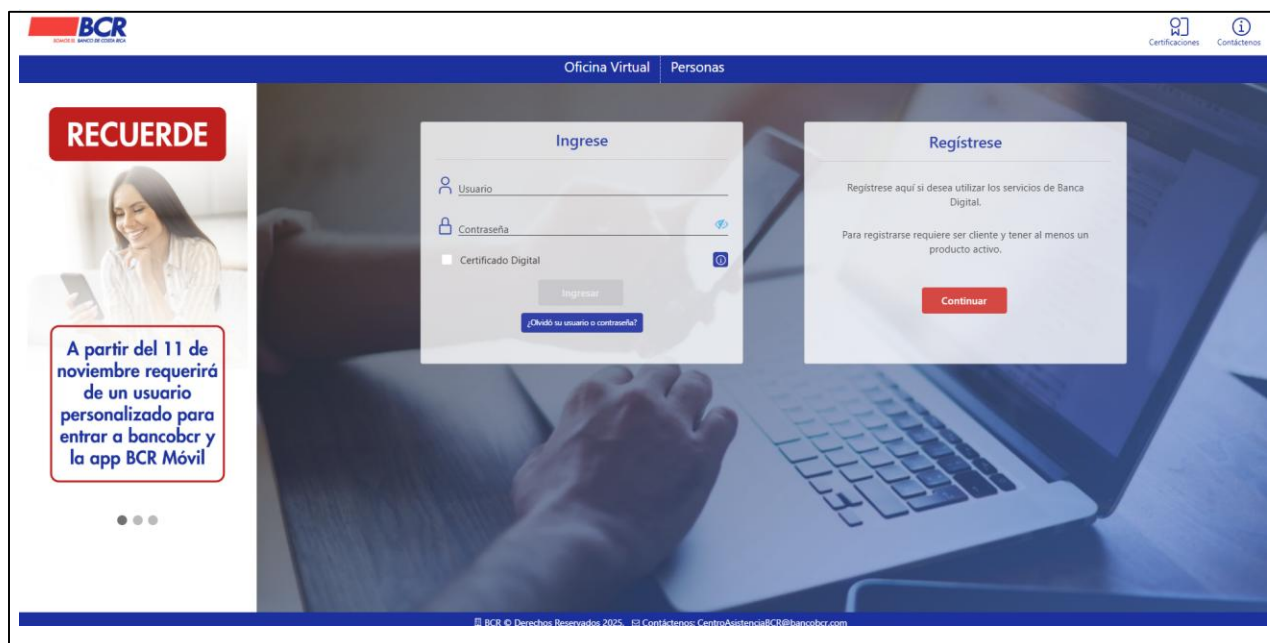 BCR
SOMOS EL BANCO DE COSTA RICA
Certificaciones
Contáctenos
Oficina Virtual
Personas
RECUERDE
A partir del 11 de
noviembre requerirá
de un usuario
personalizado para
entrar a bancobcr y
la app BCR Móvil
Ingrese
Usuario
Contraseña
Certificado Digital
Ingresar
¿Olvidó su usuario o contraseña?
Regístrese
Regístrese aquí si desea utilizar los servicios de Banca
Digital.
Para registrarse requiere ser cliente y tener al menos un
producto activo.
Continuar
BCR © Derechos Reservados 2025. Contáctenos: CentroAsistenciaBCR@bancobcr.com